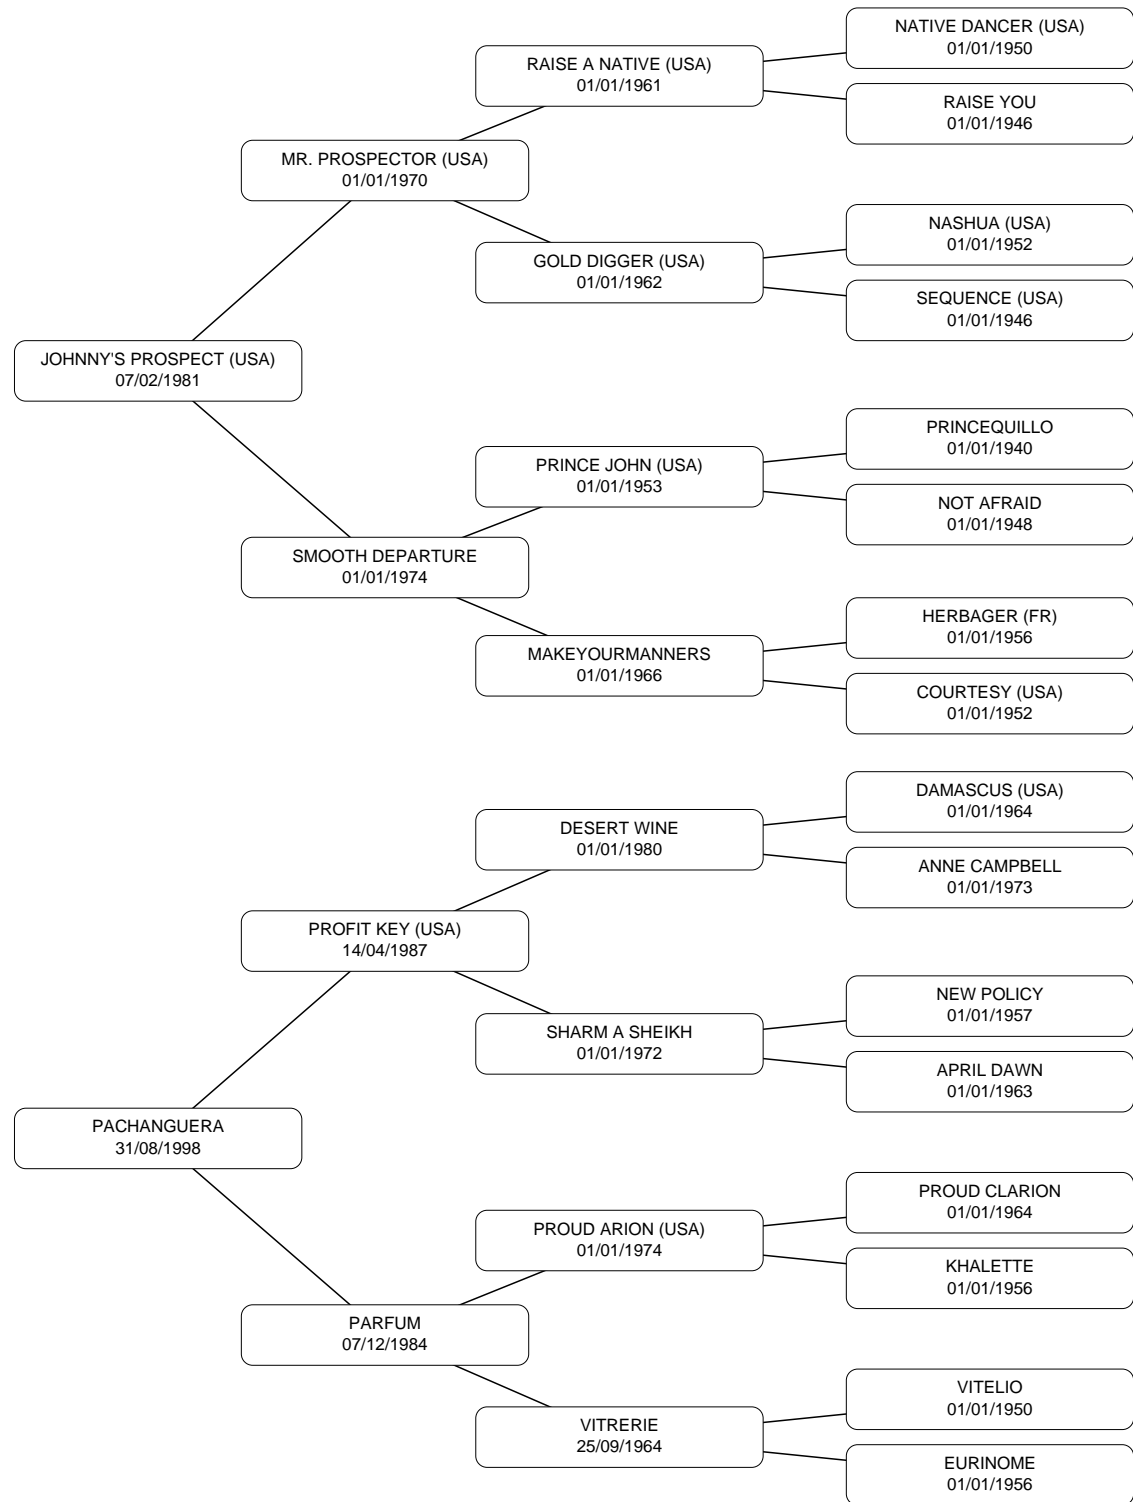 NATIVE DANCER (USA)
01/01/1950
RAISE A NATIVE (USA)
01/01/1961
RAISE YOU
01/01/1946
MR. PROSPECTOR (USA)
01/01/1970
NASHUA (USA)
01/01/1952
GOLD DIGGER (USA)
01/01/1962
SEQUENCE (USA)
01/01/1946
JOHNNY'S PROSPECT (USA)
07/02/1981
PRINCEQUILLO
01/01/1940
PRINCE JOHN (USA)
01/01/1953
NOT AFRAID
01/01/1948
SMOOTH DEPARTURE
01/01/1974
HERBAGER (FR)
01/01/1956
MAKEYOURMANNERS
01/01/1966
COURTESY (USA)
01/01/1952
DAMASCUS (USA)
01/01/1964
DESERT WINE
01/01/1980
ANNE CAMPBELL
01/01/1973
PROFIT KEY (USA)
14/04/1987
NEW POLICY
01/01/1957
SHARM A SHEIKH
01/01/1972
APRIL DAWN
01/01/1963
PACHANGUERA
31/08/1998
PROUD CLARION
01/01/1964
PROUD ARION (USA)
01/01/1974
KHALETTE
01/01/1956
PARFUM
07/12/1984
VITELIO
01/01/1950
VITRERIE
25/09/1964
EURINOME
01/01/1956